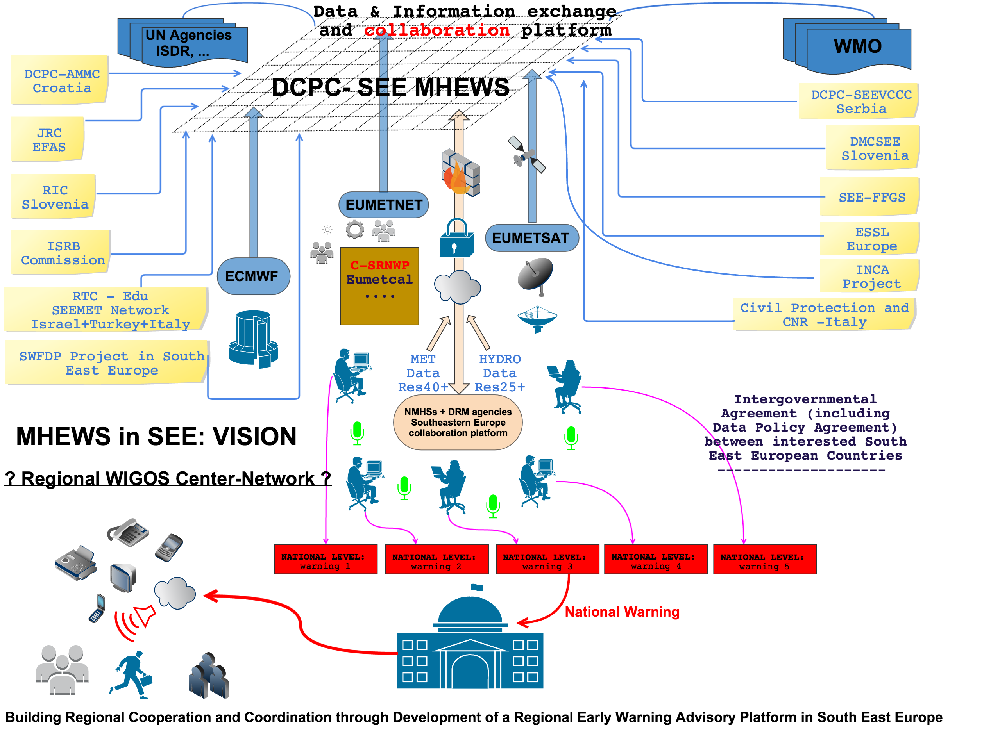 Data & Information exchange
and collaboration platform
UN Agencies
ISDR, ...
WMO
DCPC-AMMC
Croatia
DCPC- SEE MHEWS
DCPC-SEEVCCC
Serbia
JRC
EFAS
DMCSEE
Slovenia
RIC
Slovenia
EUMETNET
SEE-FFGS
EUMETSAT
ESSL
Europe
ISRB
Commission
C-SRNWP
Eumetcal
....
ECMWF
INCA
Project
RTC - Edu
SEEMET Network
Israel+Turkey+Italy
Civil Protection and
CNR -Italy
SWFDP Project in South
East Europe
MET
Data
Res40+
HYDRO
Data
Res25+
NMHSs + DRM agencies
Southeastern Europe
collaboration platform
Intergovernmental
Agreement (including
Data Policy Agreement)
between interested South
East European Countries
--------------------
MHEWS in SEE: VISION
? Regional WIGOS Center-Network ?
NATIONAL LEVEL:
warning 1
NATIONAL LEVEL:
warning 2
NATIONAL LEVEL:
warning 3
NATIONAL LEVEL:
warning 4
NATIONAL LEVEL:
warning 5
National Warning
Building Regional Cooperation and Coordination through Development of a Regional Early Warning Advisory Platform in South East Europe